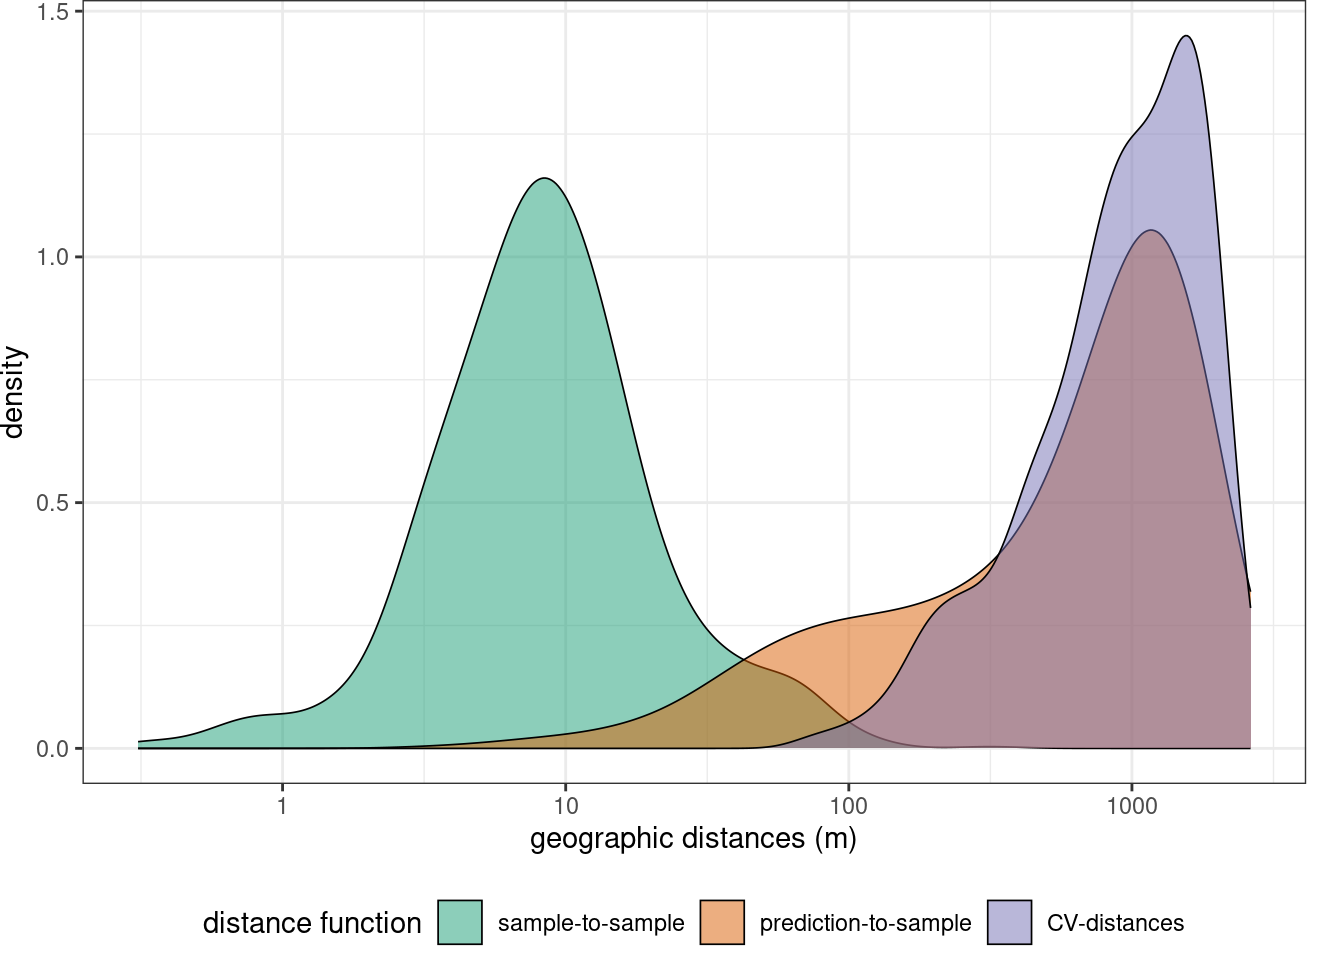 1.5
1.0
0.5
0.0
density
1 10 100 1000
geographic distances (m)
distance function sample-to-sample prediction-to-sample CV-distances